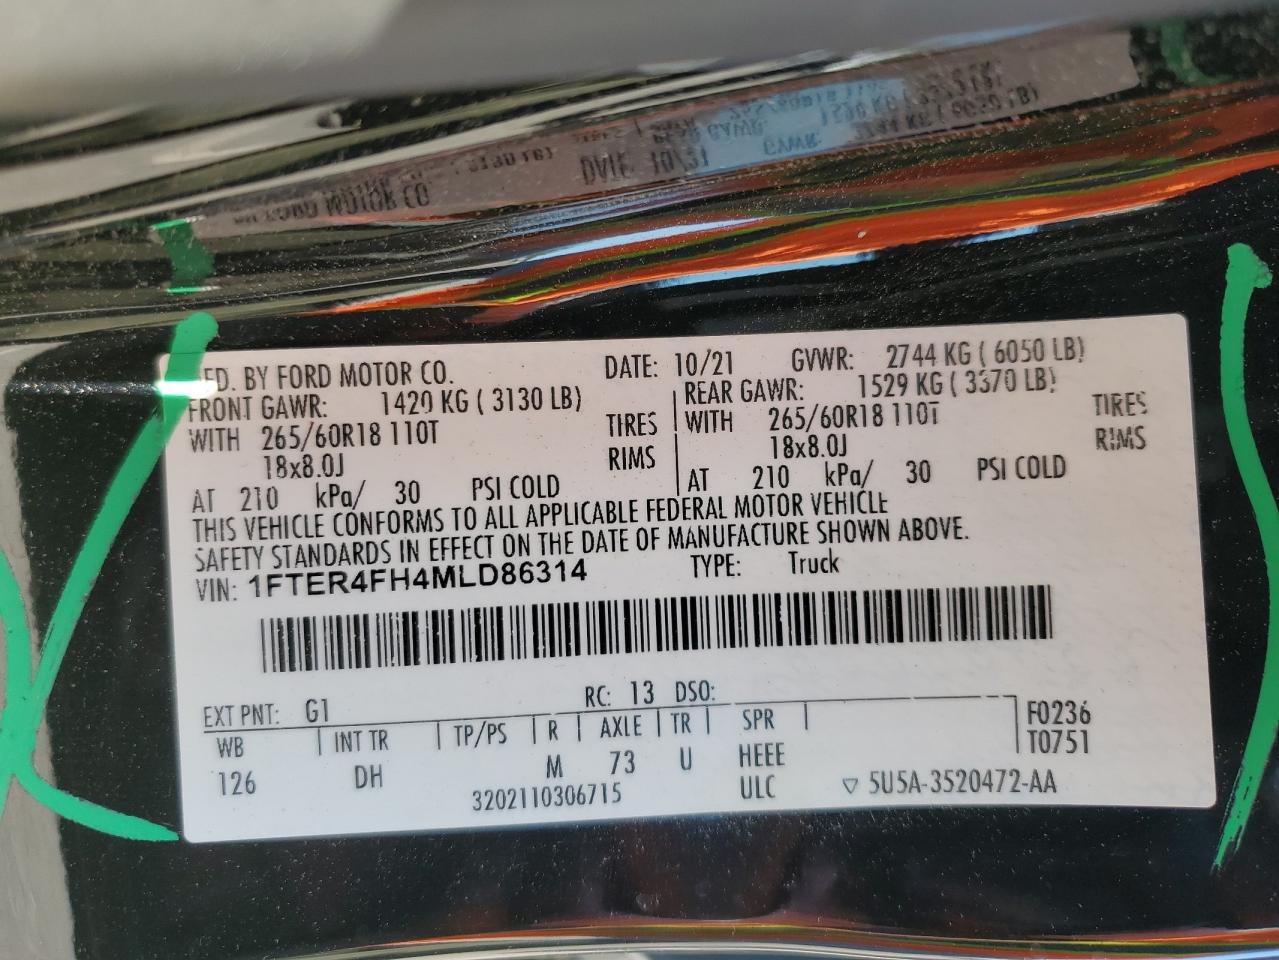 MFD. BY FORD MOTOR CO. DATE: 10/21 GVWR: 2744 KG ( 6050 LB)
FRONT GAWR: 1420 KG ( 3130 LB) REAR GAWR: 1529 KG ( 3370 LB)
WITH 265/60R18 110T TIRES WITH 265/60R18 110T TIRES
18x8.0J RIMS 18x8.0J RIMS
AT 210 kPa/ 30 PSI COLD AT 210 kPa/ 30 PSI COLD
THIS VEHICLE CONFORMS TO ALL APPLICABLE FEDERAL MOTOR VEHICLE
SAFETY STANDARDS IN EFFECT ON THE DATE OF MANUFACTURE SHOWN ABOVE.
VIN: 1FTER4FH4MLD86314 TYPE: Truck
EXT PNT: G1 RC: 13 DSO:
WB INT TR TP/PS R AXLE TR SPR F0236
126 DH M 73 U HEEE T0751
3202110306715 ULC ▽ 5U5A-3520472-AA